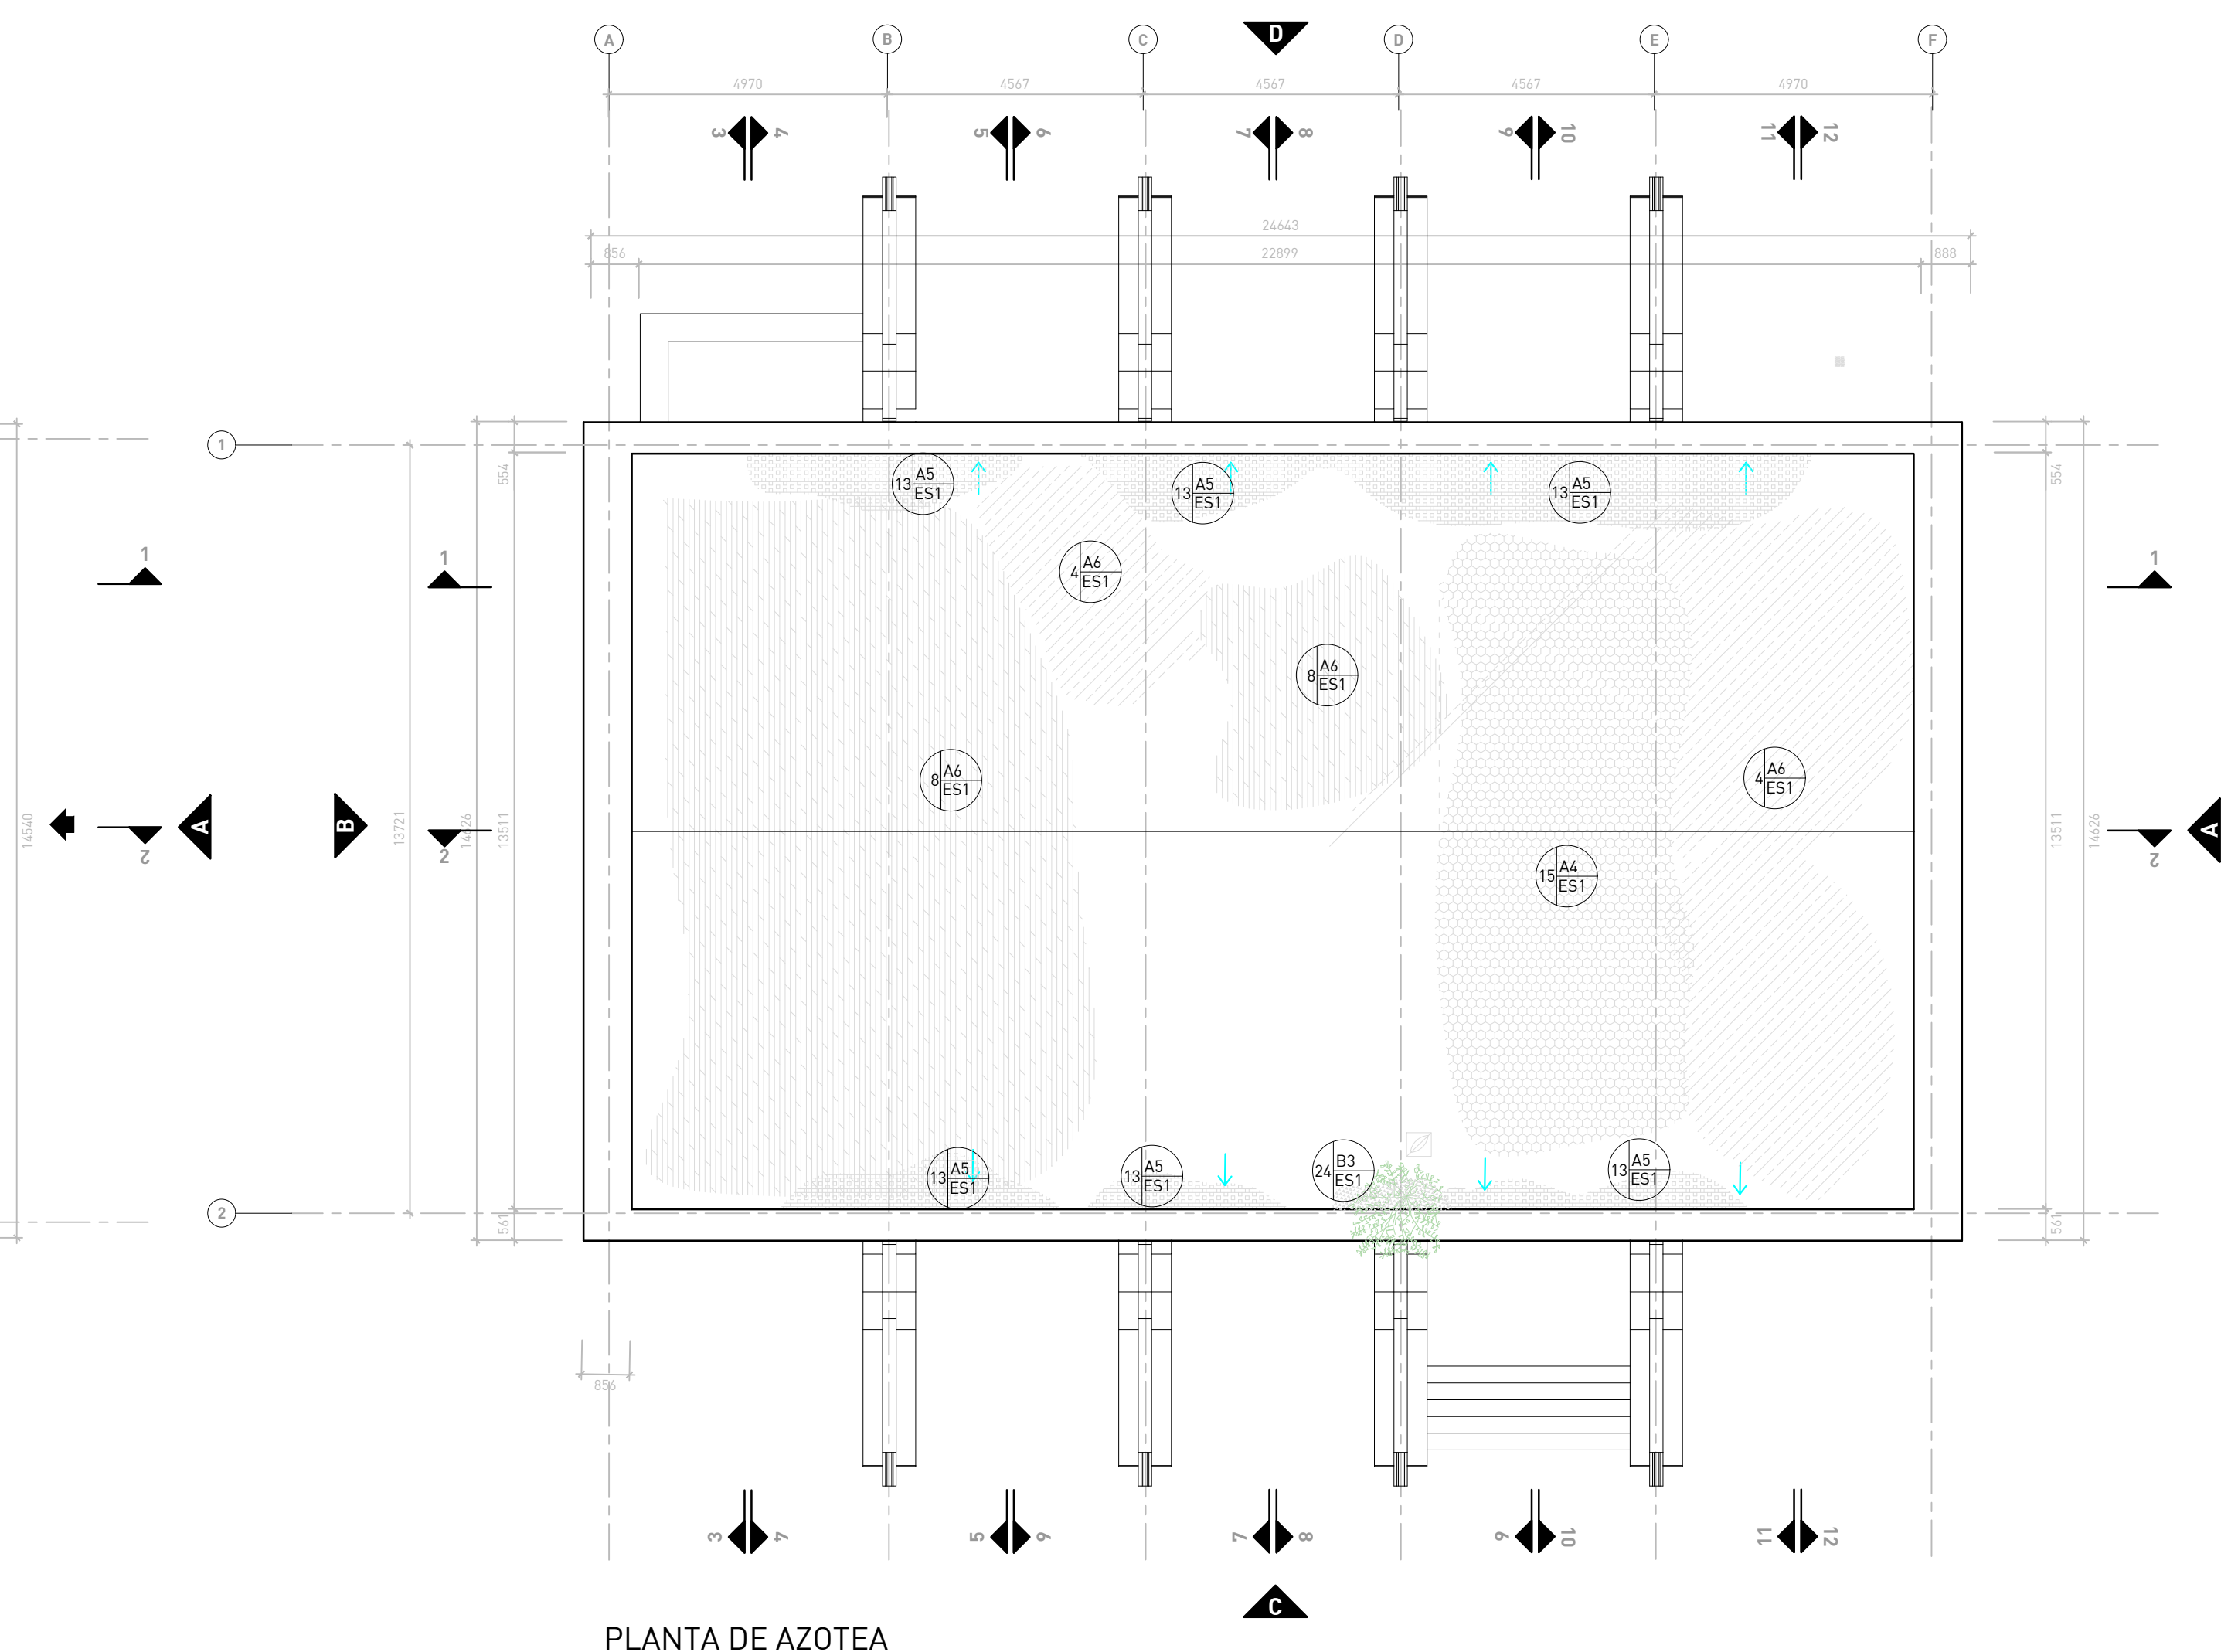 A B C D D E F
4970 4567 4567 4567 4970
3 4 5 6 7 8 9 10 11 12
24643
856 22899 888
1
554 554
13 A5 ES1
13 A5 ES1
13 A5 ES1
1 1 1
4 A6 ES1
8 A6 ES1
8 A6 ES1
4 A6 ES1
14540 A B 13721 14626 13511
13511 14626 A
2 2 2
15 A4 ES1
13 A5 ES1
13 A5 ES1
24 B3 ES1
13 A5 ES1
2
561 561
856
3 4 5 6 7 8 9 10 11 12
C
PLANTA DE AZOTEA